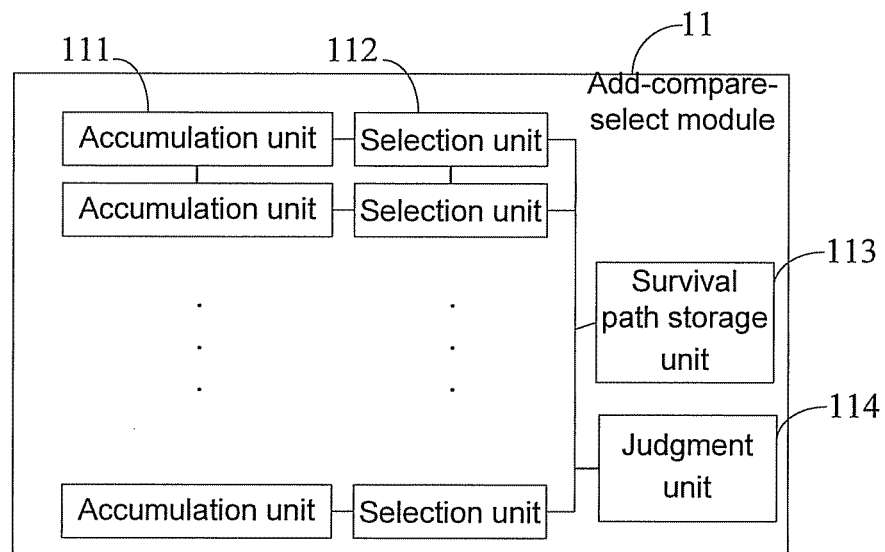 111
112
11
Add-compare-
select module
Accumulation unit
Selection unit
Accumulation unit
Selection unit
113
Survival
path storage
unit
114
Judgment
unit
Accumulation unit
Selection unit